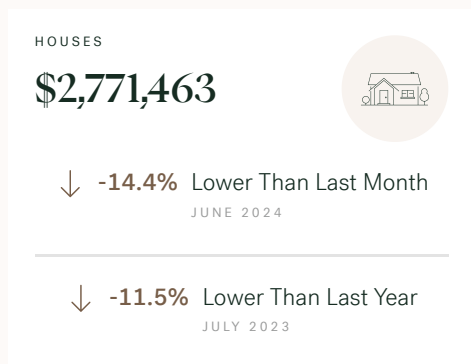 HOUSES
$2,771,463
-14.4% Lower Than Last Month
JUNE 2024
-11.5% Lower Than Last Year
JULY 2023